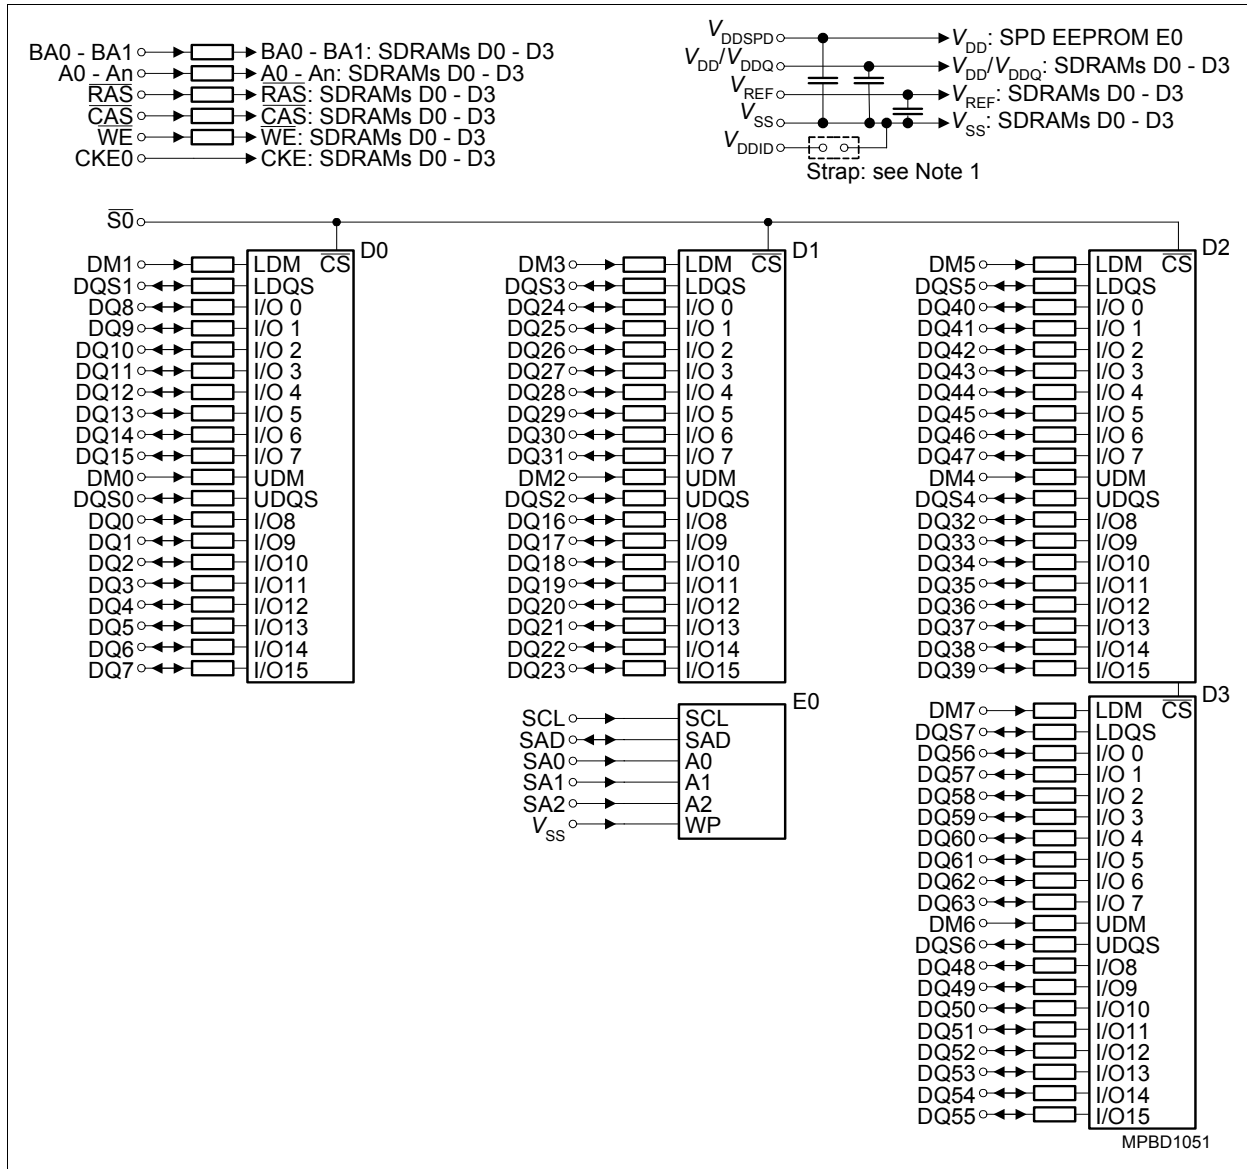 BA0 - BA1 BA0 - BA1: SDRAMs D0 - D3
A0 - An A0 - An: SDRAMs D0 - D3
RAS RAS: SDRAMs D0 - D3
CAS CAS: SDRAMs D0 - D3
WE WE: SDRAMs D0 - D3
CKE0 CKE: SDRAMs D0 - D3
VDDSPD VDD: SPD EEPROM E0
VDD/VDDQ VDD/VDDQ: SDRAMs D0 - D3
VREF VREF: SDRAMs D0 - D3
VSS VSS: SDRAMs D0 - D3
VDDID
Strap: see Note 1
S0
D0
DM1 LDM CS
DQS1 LDQS
DQ8 I/O 0
DQ9 I/O 1
DQ10 I/O 2
DQ11 I/O 3
DQ12 I/O 4
DQ13 I/O 5
DQ14 I/O 6
DQ15 I/O 7
DM0 UDM
DQS0 UDQS
DQ0 I/O8
DQ1 I/O9
DQ2 I/O10
DQ3 I/O11
DQ4 I/O12
DQ5 I/O13
DQ6 I/O14
DQ7 I/O15
D1
DM3 LDM CS
DQS3 LDQS
DQ24 I/O 0
DQ25 I/O 1
DQ26 I/O 2
DQ27 I/O 3
DQ28 I/O 4
DQ29 I/O 5
DQ30 I/O 6
DQ31 I/O 7
DM2 UDM
DQS2 UDQS
DQ16 I/O8
DQ17 I/O9
DQ18 I/O10
DQ19 I/O11
DQ20 I/O12
DQ21 I/O13
DQ22 I/O14
DQ23 I/O15
E0
SCL SCL
SAD SAD
SA0 A0
SA1 A1
SA2 A2
VSS WP
D2
DM5 LDM CS
DQS5 LDQS
DQ40 I/O 0
DQ41 I/O 1
DQ42 I/O 2
DQ43 I/O 3
DQ44 I/O 4
DQ45 I/O 5
DQ46 I/O 6
DQ47 I/O 7
DM4 UDM
DQS4 UDQS
DQ32 I/O8
DQ33 I/O9
DQ34 I/O10
DQ35 I/O11
DQ36 I/O12
DQ37 I/O13
DQ38 I/O14
DQ39 I/O15
D3
DM7 LDM CS
DQS7 LDQS
DQ56 I/O 0
DQ57 I/O 1
DQ58 I/O 2
DQ59 I/O 3
DQ60 I/O 4
DQ61 I/O 5
DQ62 I/O 6
DQ63 I/O 7
DM6 UDM
DQS6 UDQS
DQ48 I/O8
DQ49 I/O9
DQ50 I/O10
DQ51 I/O11
DQ52 I/O12
DQ53 I/O13
DQ54 I/O14
DQ55 I/O15
MPBD1051